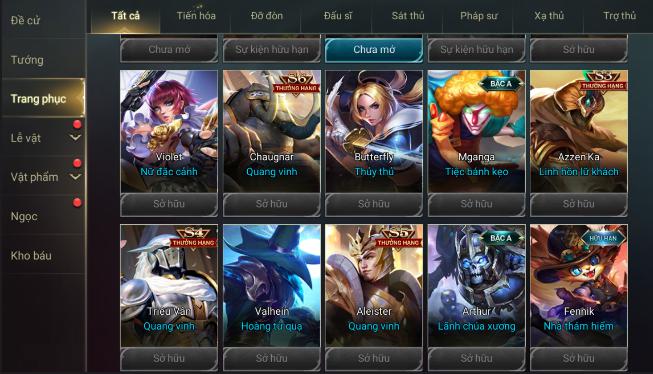 Đề cử
Tướng
Trang phục
Lễ vật
Vật phẩm
Ngọc
Kho báu
Tất cả
Tiến hóa
Đỡ đòn
Đấu sĩ
Sát thủ
Pháp sư
Xạ thủ
Trợ thủ
Chưa mở
Sự kiện hữu hạn
Chưa mở
Sự kiện hữu hạn
Sở hữu
Violet
Nữ đặc cảnh
Sở hữu
S6
THƯỞNG HẠNG
Chaugnar
Quang vinh
Sở hữu
Butterfly
Thủy thủ
Sở hữu
BẬC A
Mganga
Tiệc bánh kẹo
Sở hữu
S3
THƯỞNG HẠNG
Azzen'Ka
Linh hồn lữ khách
Sở hữu
S4
THƯỞNG HẠNG
Triệu Vân
Quang vinh
Sở hữu
Valhein
Hoàng tử quạ
Sở hữu
S5
THƯỞNG HẠNG
Aleister
Quang vinh
Sở hữu
BẬC A
Arthur
Lãnh chúa xương
Sở hữu
HỮU HẠN
Fennik
Nhà thám hiểm
Sở hữu